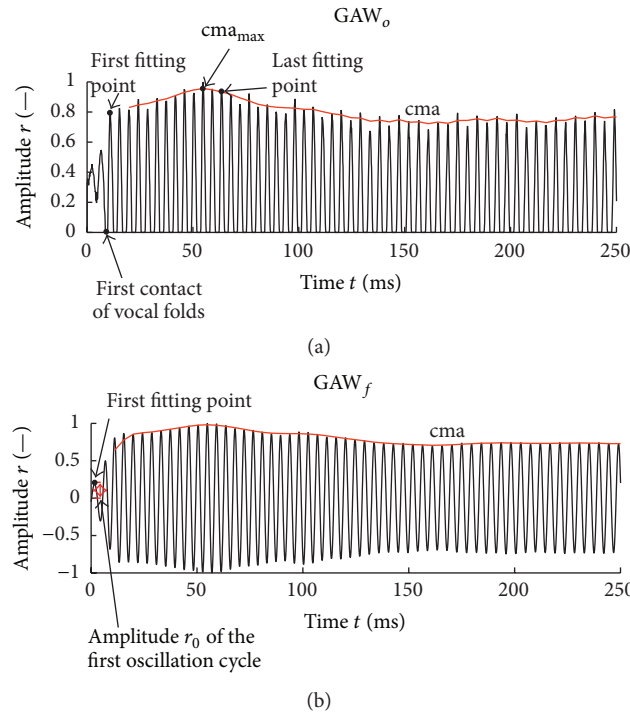 GAWₒ
cmaₘₐₓ
First fitting
point
Last fitting
point
cma
Amplitude r (—)
1
0.8
0.6
0.4
0.2
0
0 50 100 150 200 250
Time t (ms)
First contact
of vocal folds
(a)
GAW_f
First fitting point
cma
Amplitude r (—)
1
0.5
0
−0.5
−1
0 50 100 150 200 250
Time t (ms)
Amplitude r₀ of the
first oscillation cycle
(b)